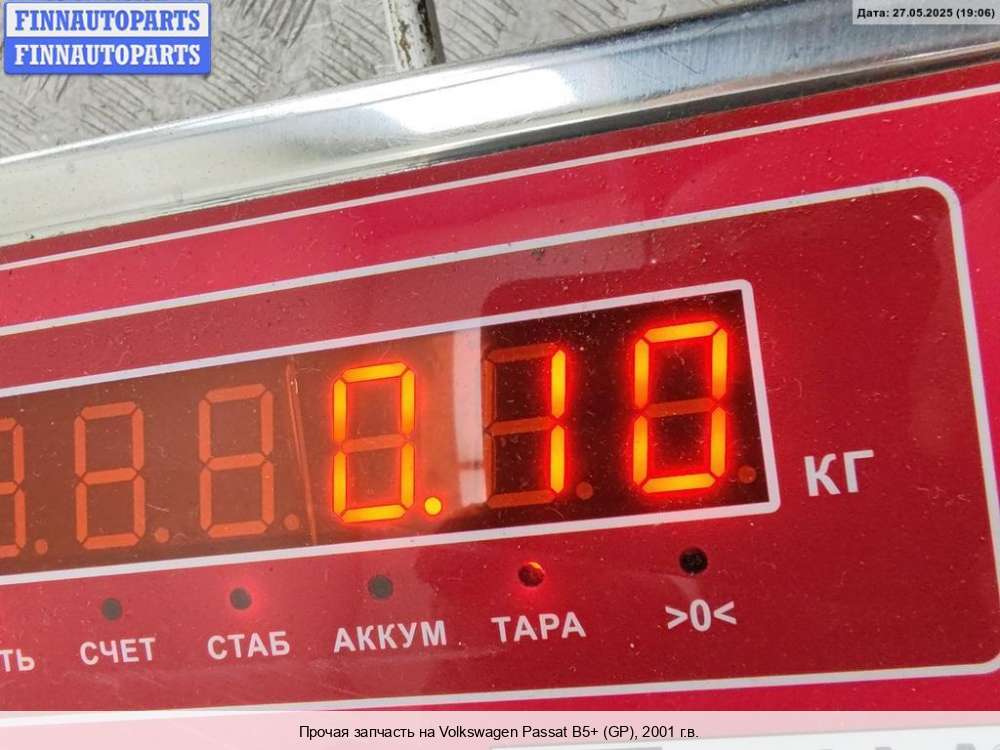 FINNAUTOPARTS
FINNAUTOPARTS
Дата: 27.05.2025 (19:06)
0.10
КГ
ТЬ
СЧЕТ
СТАБ
АККУМ
ТАРА
>0<
Прочая запчасть на Volkswagen Passat B5+ (GP), 2001 г.в.